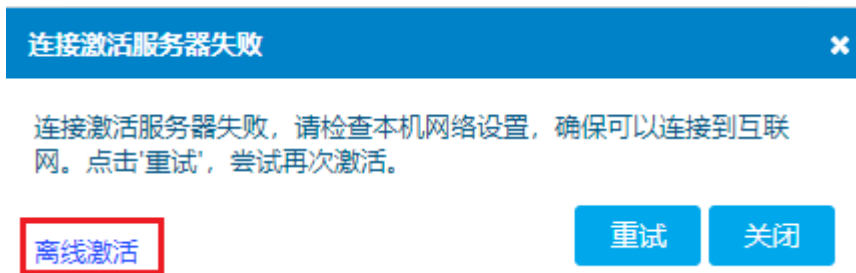 连接激活服务器失败
连接激活服务器失败，请检查本机网络设置，确保可以连接到互联
网。点击'重试'，尝试再次激活。
离线激活
重试
关闭